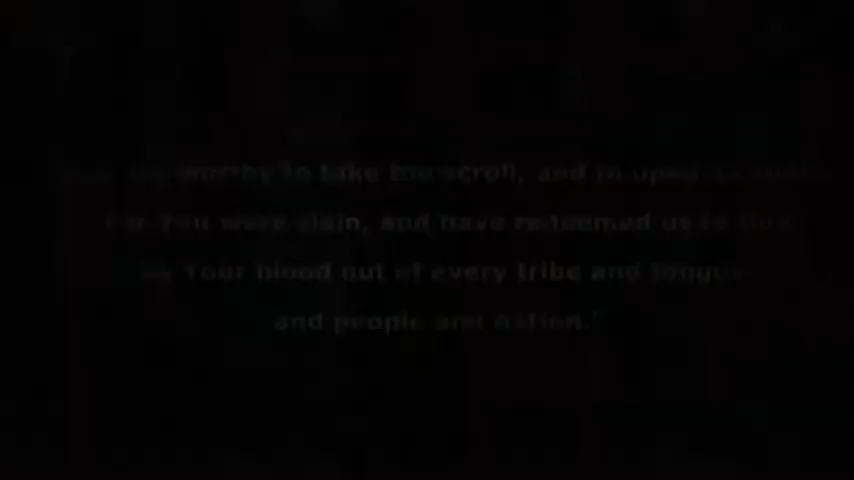 worthy to take the scroll, and to open its
For You were slain, and have redeemed us to
by Your blood out of every tribe and tongue
and people and nation."